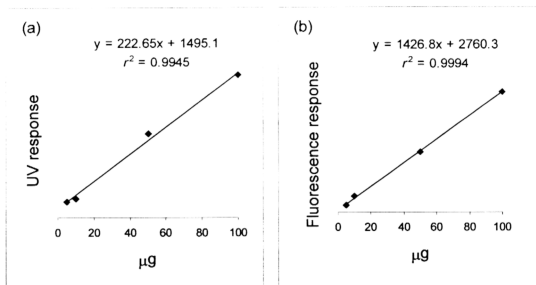 (a)
y = 222.65x + 1495.1
r² = 0.9945
UV response
0 20 40 60 80 100
µg
(b)
y = 1426.8x + 2760.3
r² = 0.9994
Fluorescence response
0 20 40 60 80 100
µg